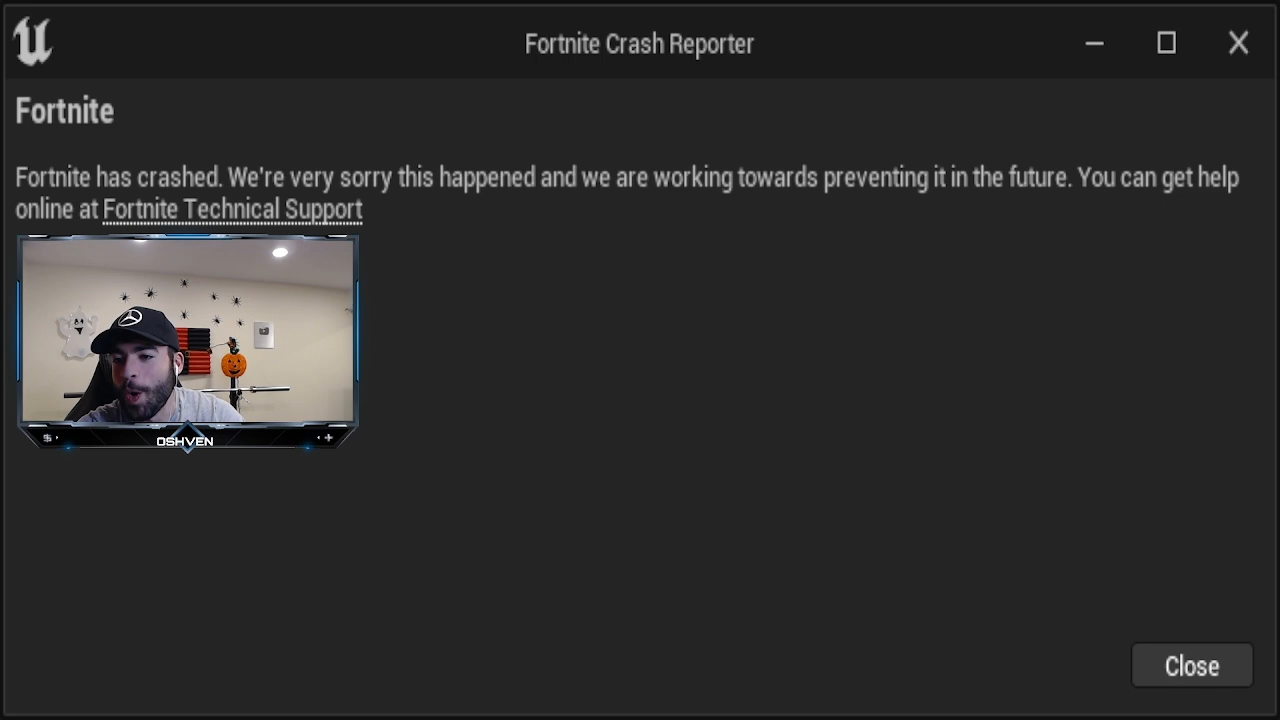 Fortnite Crash Reporter
Fortnite
Fortnite has crashed. We're very sorry this happened and we are working towards preventing it in the future. You can get help
online at Fortnite Technical Support
OSHVEN
Close